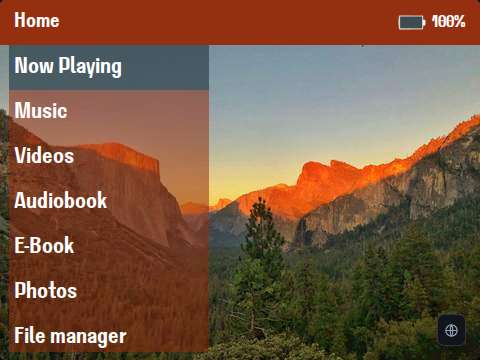 Home
100%
Now Playing
Music
Videos
Audiobook
E-Book
Photos
File manager